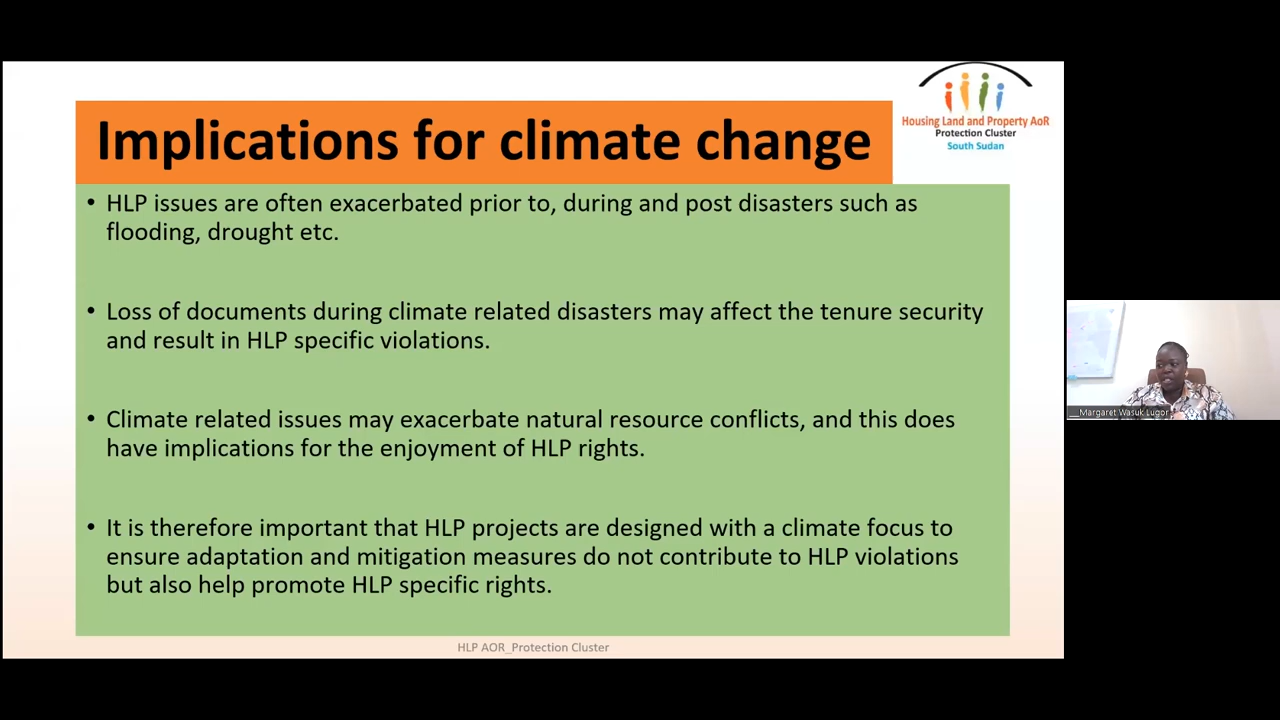 Implications for climate change
Housing Land and Property AoR
Protection Cluster
South Sudan
• HLP issues are often exacerbated prior to, during and post disasters such as
flooding, drought etc.
• Loss of documents during climate related disasters may affect the tenure security
and result in HLP specific violations.
• Climate related issues may exacerbate natural resource conflicts, and this does
have implications for the enjoyment of HLP rights.
• It is therefore important that HLP projects are designed with a climate focus to
ensure adaptation and mitigation measures do not contribute to HLP violations
but also help promote HLP specific rights.
HLP AOR_Protection Cluster
__Margaret Wasuk Lugor